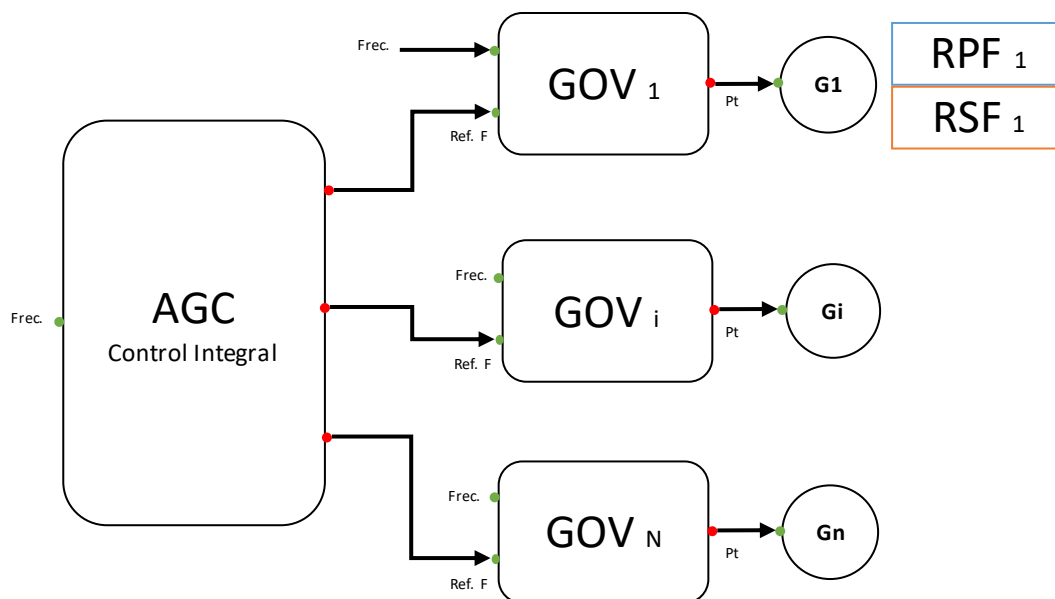 Frec.
GOV 1
Ref. F
Pt
G1
RPF 1
RSF 1
Frec.
AGC
Control Integral
Frec.
GOV i
Ref. F
Pt
Gi
Frec.
GOV N
Ref. F
Pt
Gn